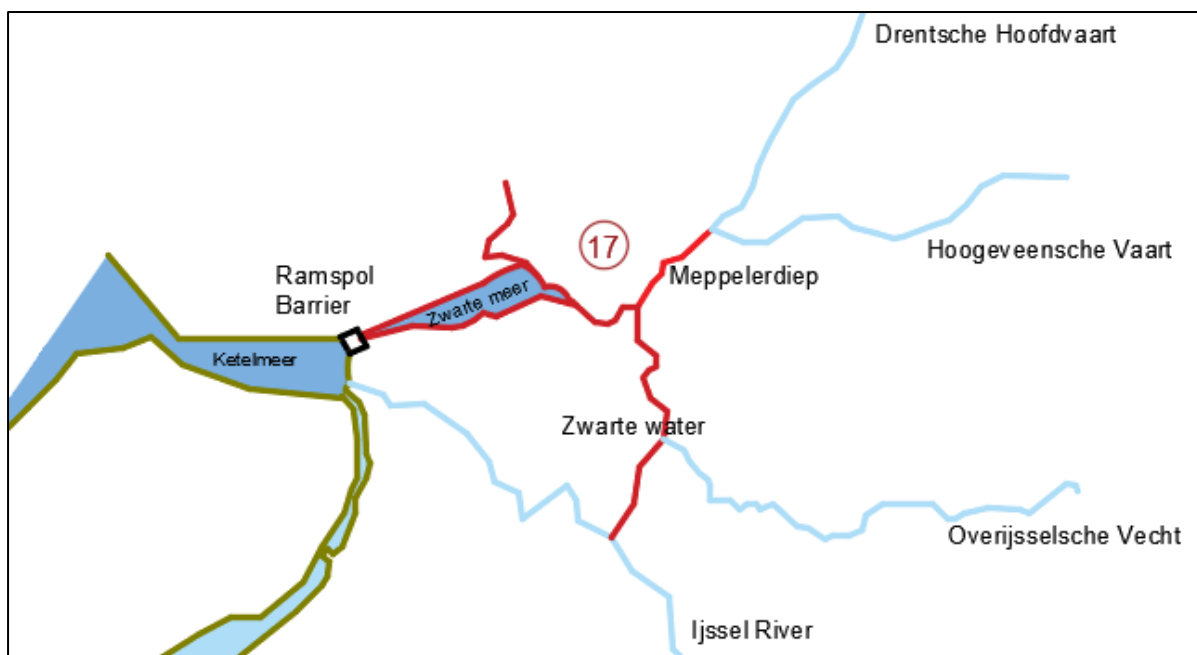 Drentsche Hoofdvaart
17
Hoogeveensche Vaart
Ramspol
Barrier
Meppelerdiep
Zwarte meer
Ketelmeer
Zwarte water
Overijsselsche Vecht
Ijssel River